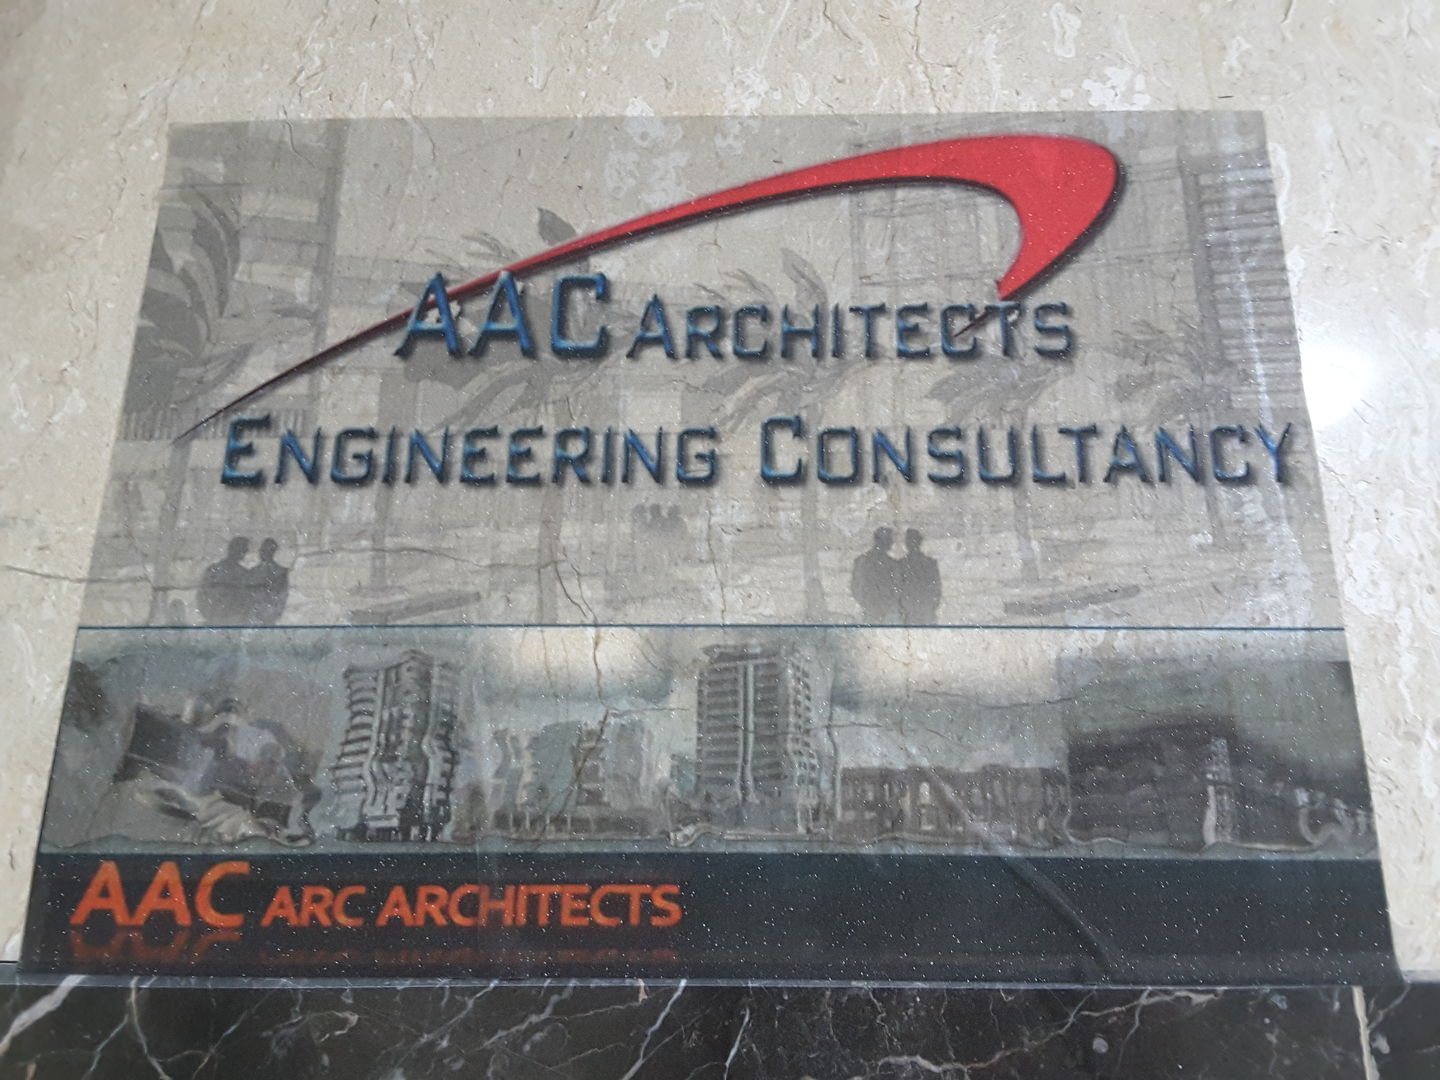 AAC ARCHITECTS
ENGINEERING CONSULTANCY
AAC ARC ARCHITECTS